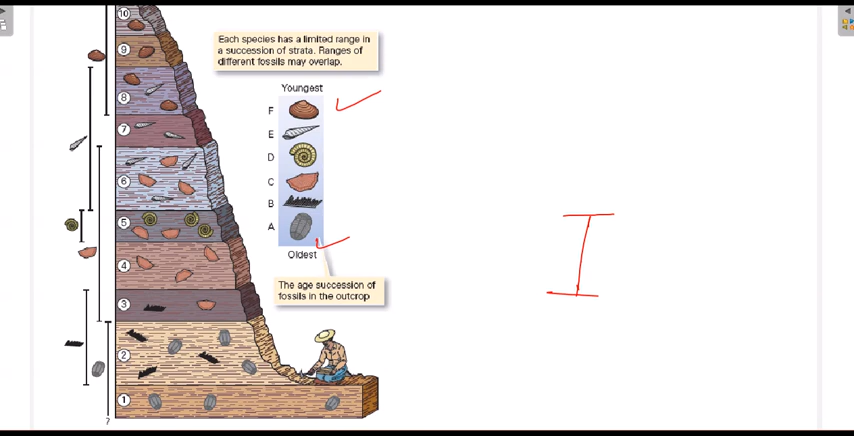 10
Each species has a limited range in
a succession of strata. Ranges of
different fossils may overlap.
9
Youngest
8
F
7
E
D
6
C
B
5
A
Oldest
4
The age succession of
fossils in the outcrop
3
2
1
?